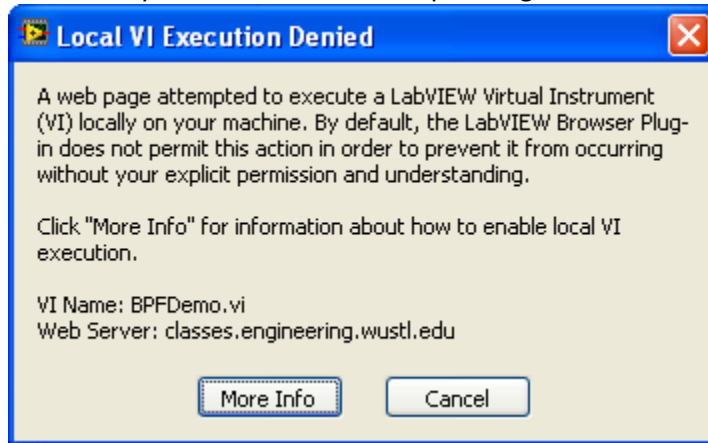 Local VI Execution Denied
A web page attempted to execute a LabVIEW Virtual Instrument
(VI) locally on your machine. By default, the LabVIEW Browser Plug-
in does not permit this action in order to prevent it from occurring
without your explicit permission and understanding.
Click "More Info" for information about how to enable local VI
execution.
VI Name: BPFDemo.vi
Web Server: classes.engineering.wustl.edu
More Info
Cancel